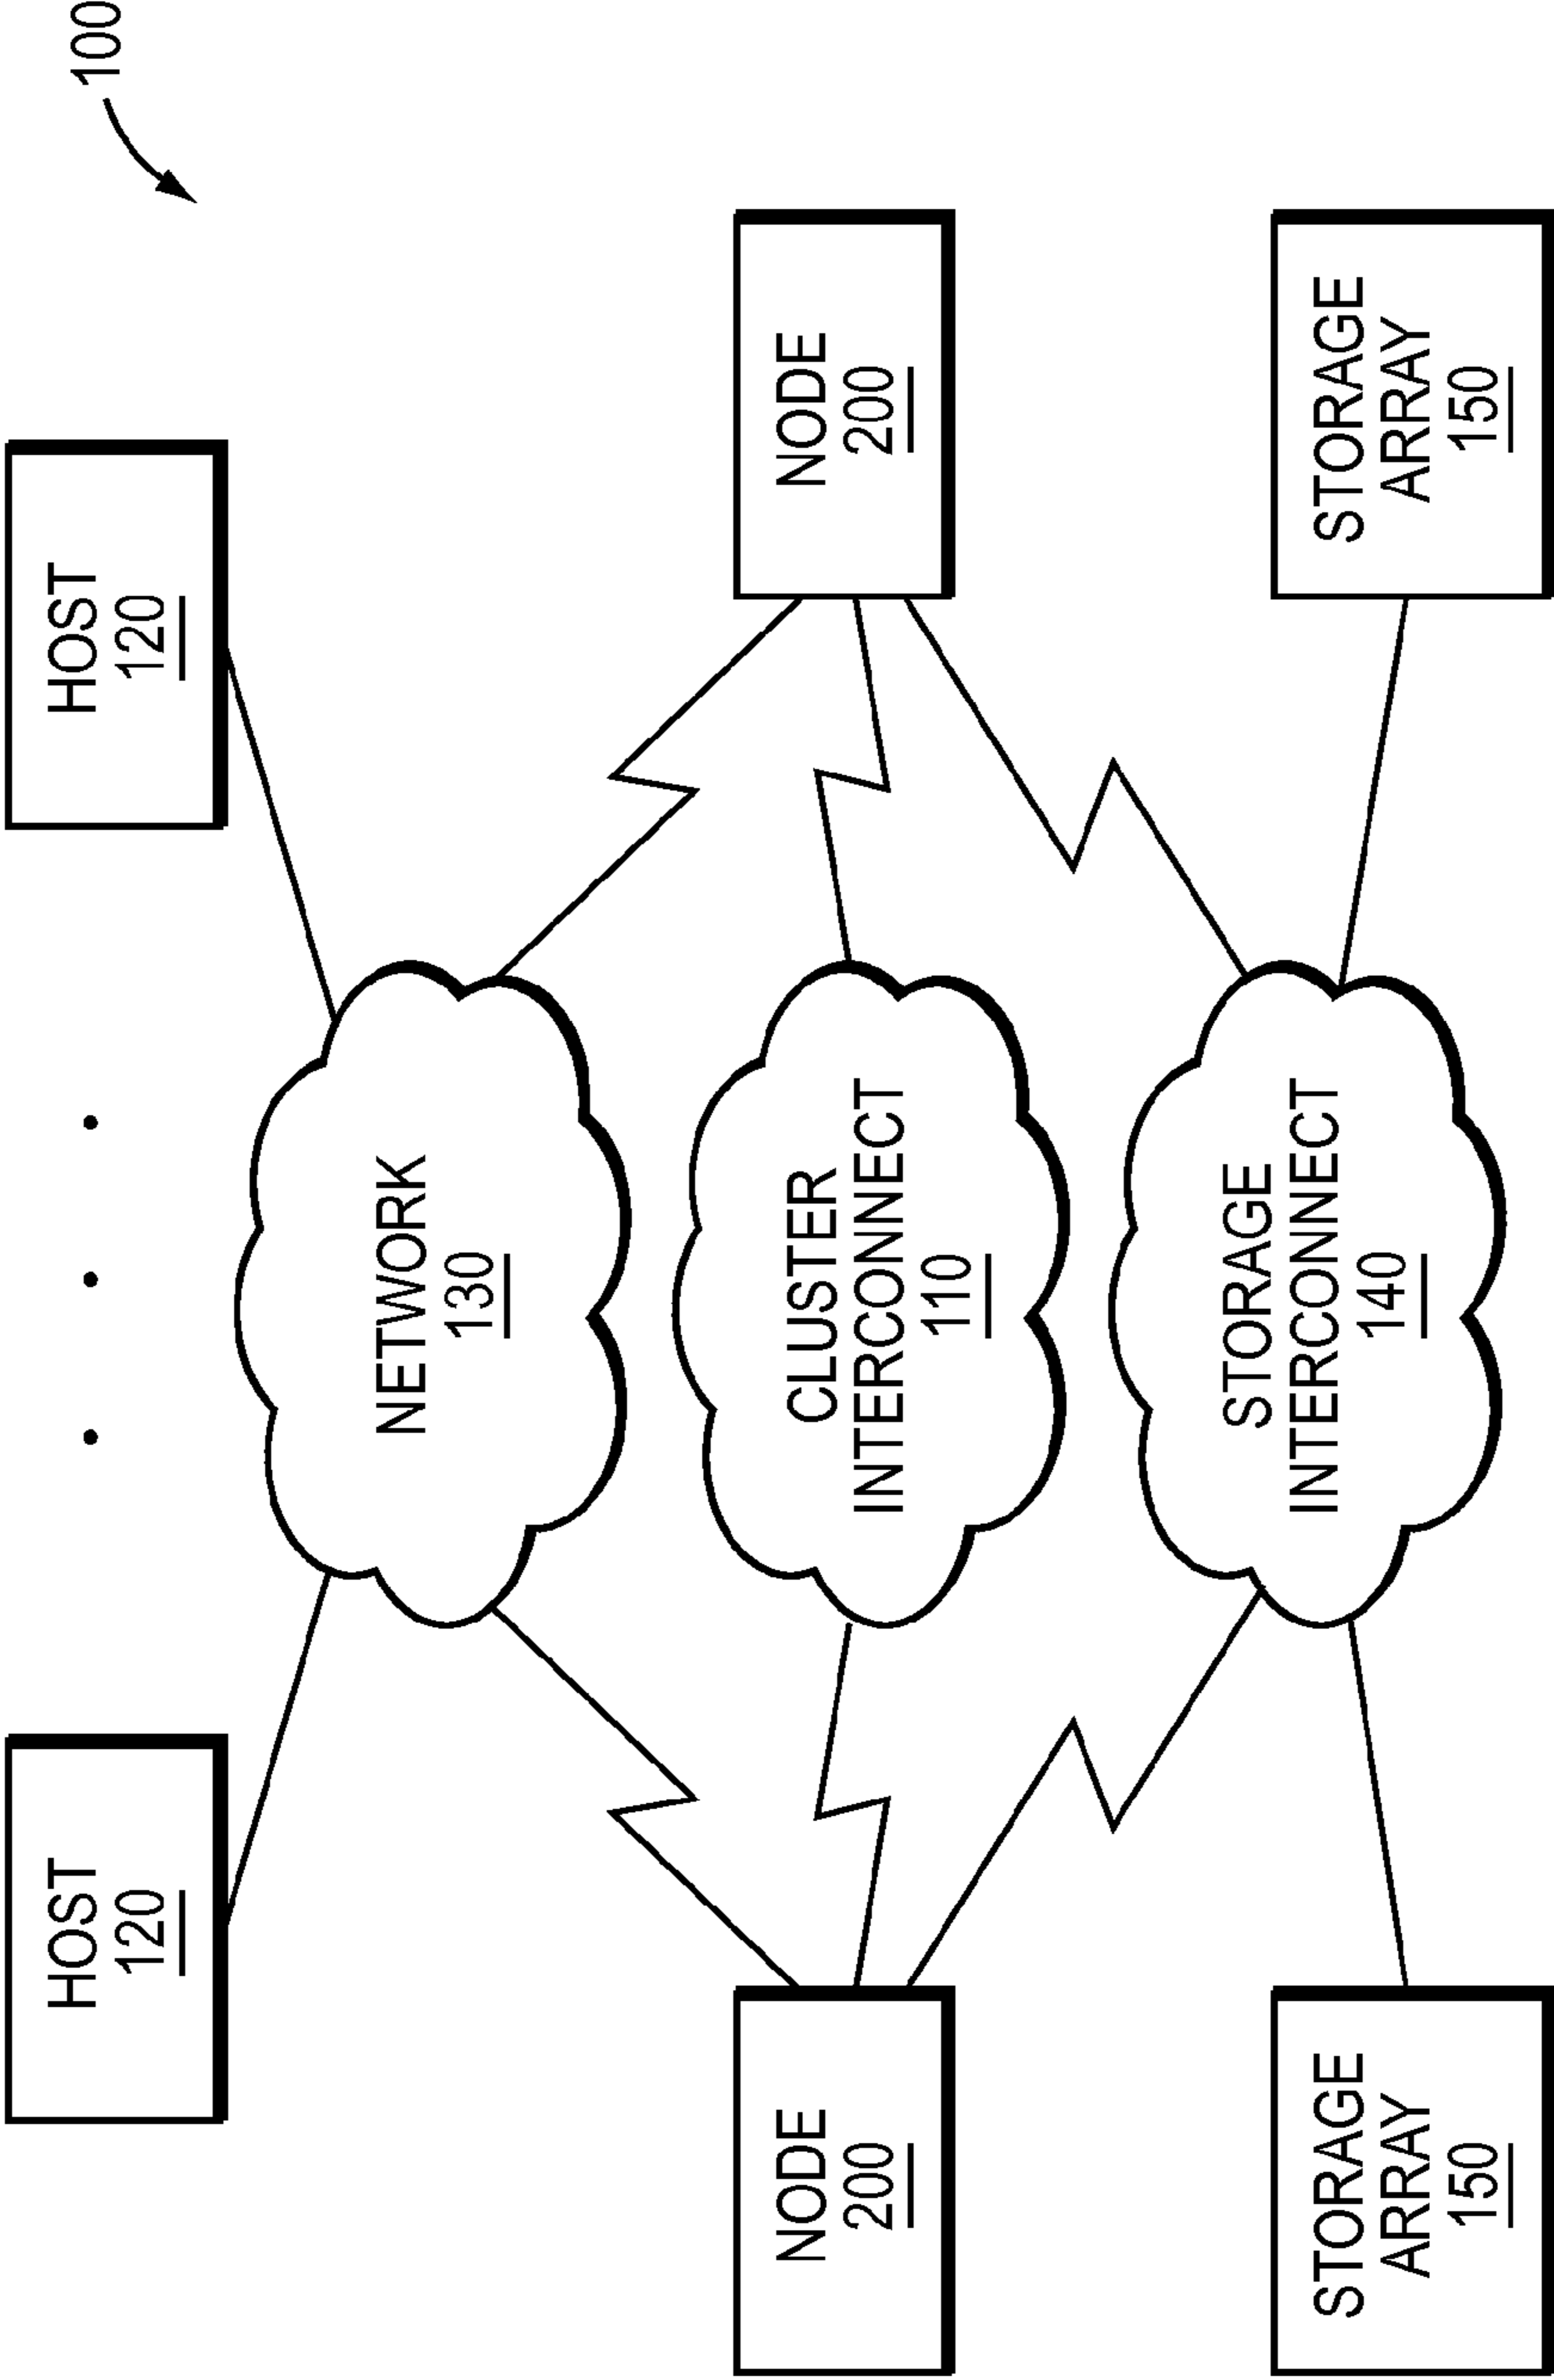 100
HOST
120
HOST
120
NETWORK
130
NODE
200
CLUSTER
INTERCONNECT
110
NODE
200
STORAGE
ARRAY
150
STORAGE
INTERCONNECT
140
STORAGE
ARRAY
150